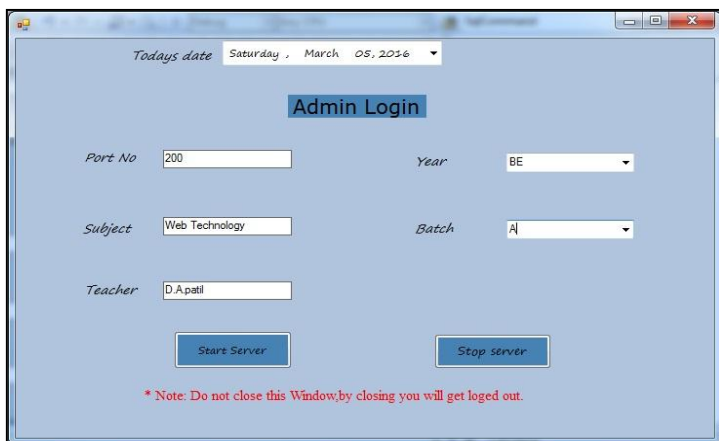 Todays date Saturday , March 05, 2016
Admin Login
Port No 200 Year BE
Subject Web Technology Batch A
Teacher D.A.patil
Start Server Stop server
* Note: Do not close this Window,by closing you will get loged out.